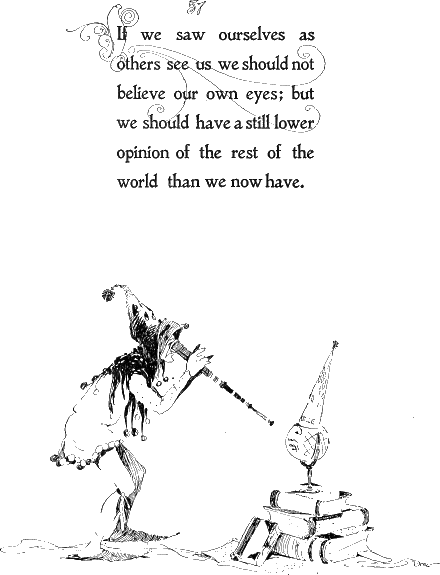 57
If we saw ourselves as
others see us we should not
believe our own eyes; but
we should have a still lower
opinion of the rest of the
world than we now have.